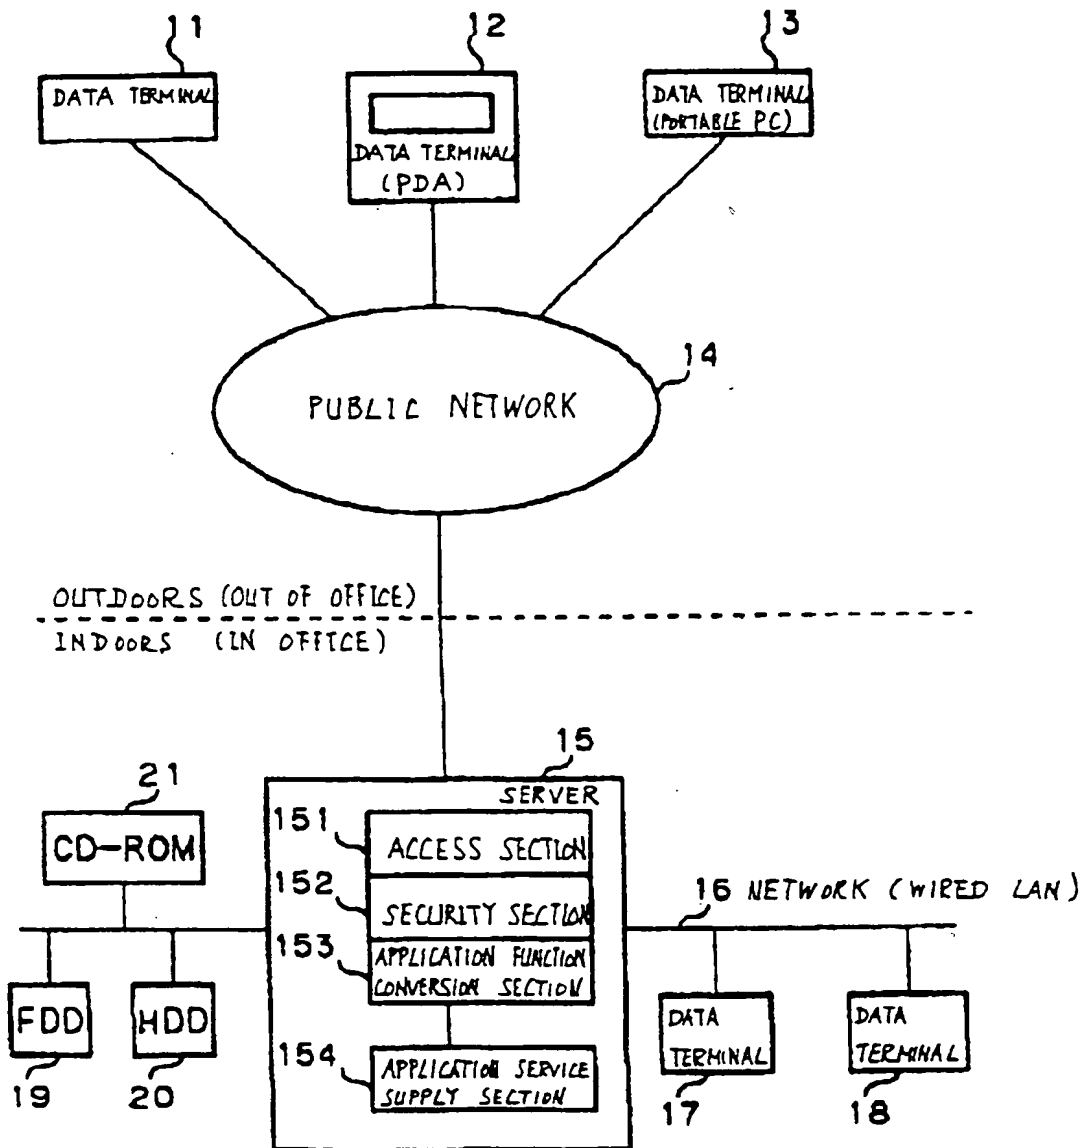 11
12
13
DATA TERMINAL
DATA TERMINAL
(PDA)
DATA TERMINAL
(PORTABLE PC)
14
PUBLIC NETWORK
OUTDOORS (OUT OF OFFICE)
INDOORS (IN OFFICE)
15
SERVER
21
CD-ROM
151
ACCESS SECTION
152
SECURITY SECTION
153
APPLICATION FUNCTION
CONVERSION SECTION
154
APPLICATION SERVICE
SUPPLY SECTION
16 NETWORK (WIRED LAN)
FDD
HDD
19
20
DATA
TERMINAL
17
DATA
TERMINAL
18